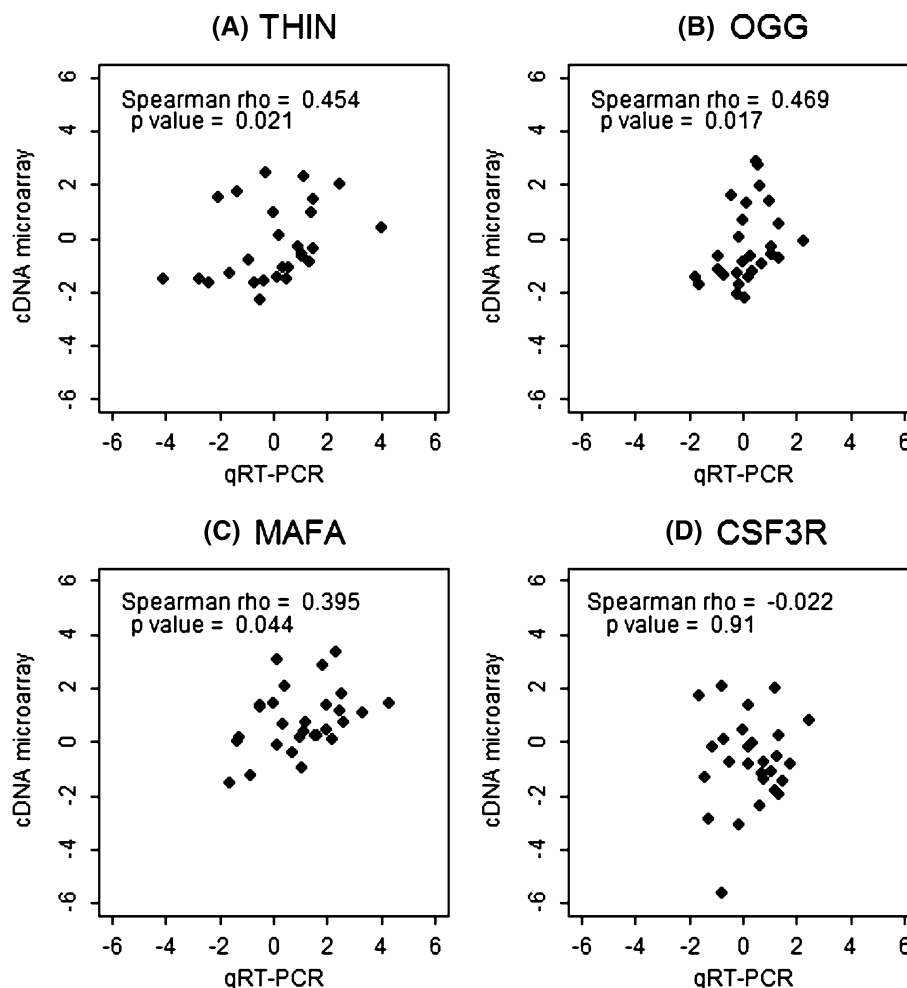 (A) THIN
Spearman rho = 0.454
p value = 0.021
cDNA microarray
6
4
2
0
-2
-4
-6
-6 -4 -2 0 2 4 6
qRT-PCR
(B) OGG
Spearman rho = 0.469
p value = 0.017
cDNA microarray
6
4
2
0
-2
-4
-6
-6 -4 -2 0 2 4 6
qRT-PCR
(C) MAFA
Spearman rho = 0.395
p value = 0.044
cDNA microarray
6
4
2
0
-2
-4
-6
-6 -4 -2 0 2 4 6
qRT-PCR
(D) CSF3R
Spearman rho = -0.022
p value = 0.91
cDNA microarray
6
4
2
0
-2
-4
-6
-6 -4 -2 0 2 4 6
qRT-PCR